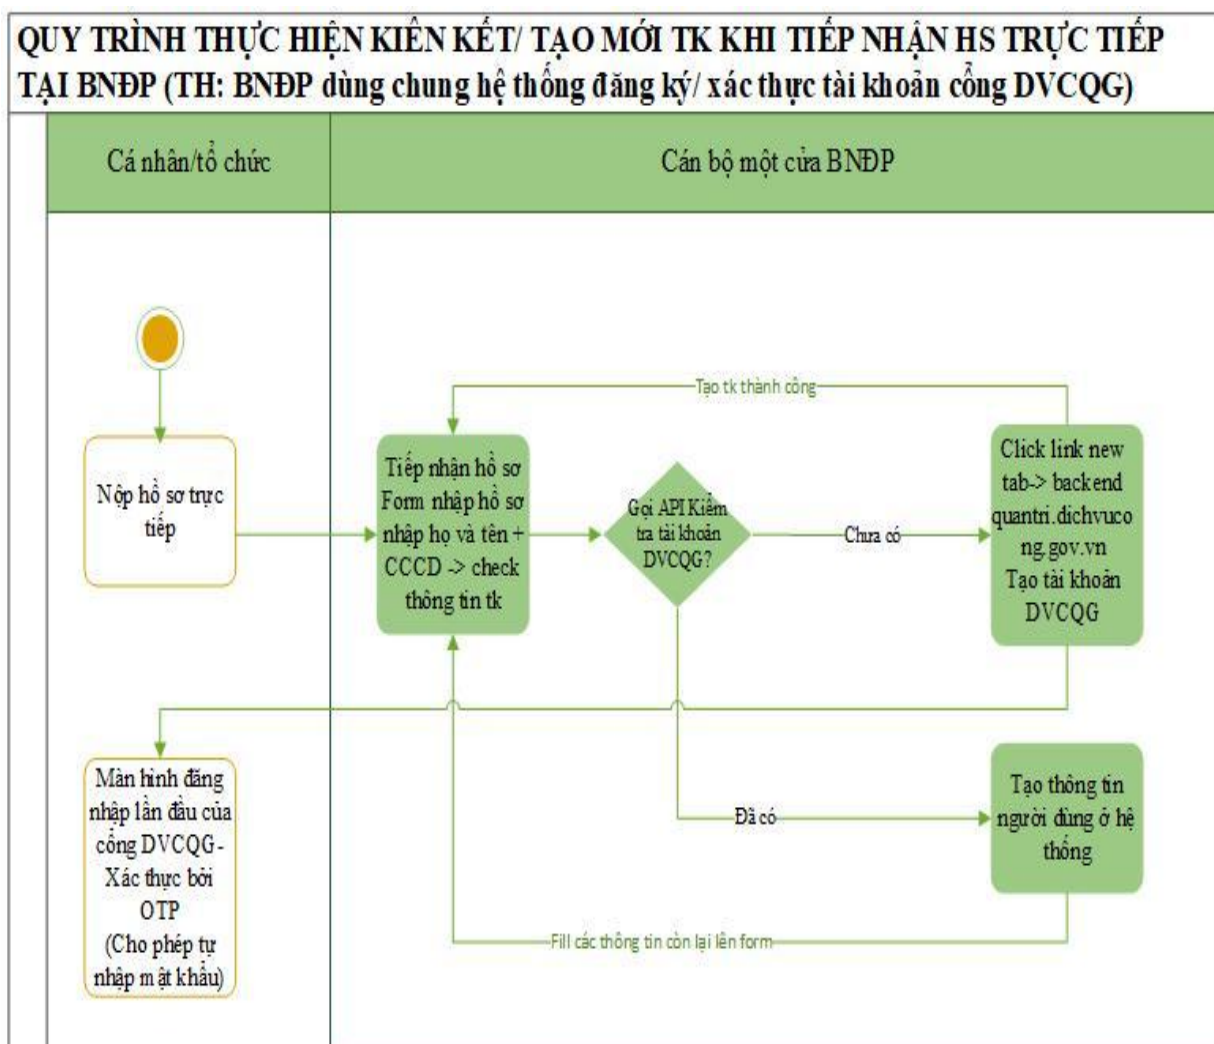 QUY TRÌNH THỰC HIỆN KIÊN KẾT/ TẠO MỚI TK KHI TIẾP NHẬN HS TRỰC TIẾP
TẠI BNĐP (TH: BNĐP dùng chung hệ thống đăng ký/ xác thực tài khoản cổng DVCQG)
Cá nhân/tổ chức
Cán bộ một cửa BNĐP
Tạo tk thành công
Nộp hồ sơ trực
tiếp
Tiếp nhận hồ sơ
Form nhập hồ sơ
nhập họ và tên +
CCCD -> check
thông tin tk
Gọi API Kiểm
tra tài khoản
DVCQG?
Chưa có
Click link new
tab-> backend
quantri.dichvuco
ng.gov.vn
Tạo tài khoản
DVCQG
Màn hình đăng
nhập lần đầu của
cổng DVCQG -
Xác thực bởi
OTP
(Cho phép tự
nhập mật khẩu)
Đã có
Tạo thông tin
người dùng ở hệ
thống
Fill các thông tin còn lại lên form